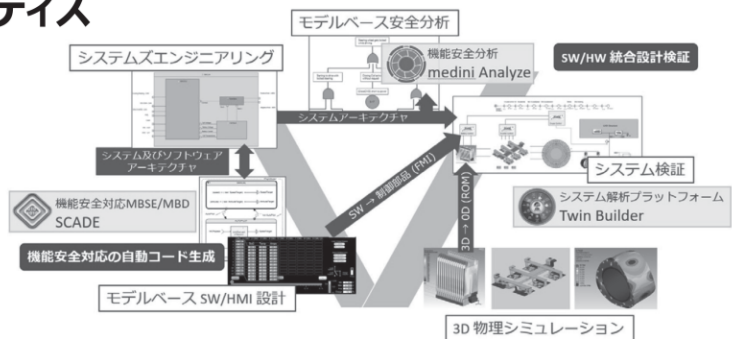 ティス
モデルベース安全分析
システムズエンジニアリング
機能安全分析
medini Analyze
SW/HW 統合設計検証
システムアーキテクチャ
システム及びソフトウェア
アーキテクチャ
システム検証
機能安全対応MBSE/MBD
SCADE
SW → 制御部品 (FMI)
3D → 0D (ROM)
システム解析プラットフォーム
Twin Builder
機能安全対応の自動コード生成
モデルベース SW/HMI 設計
3D 物理シミュレーション